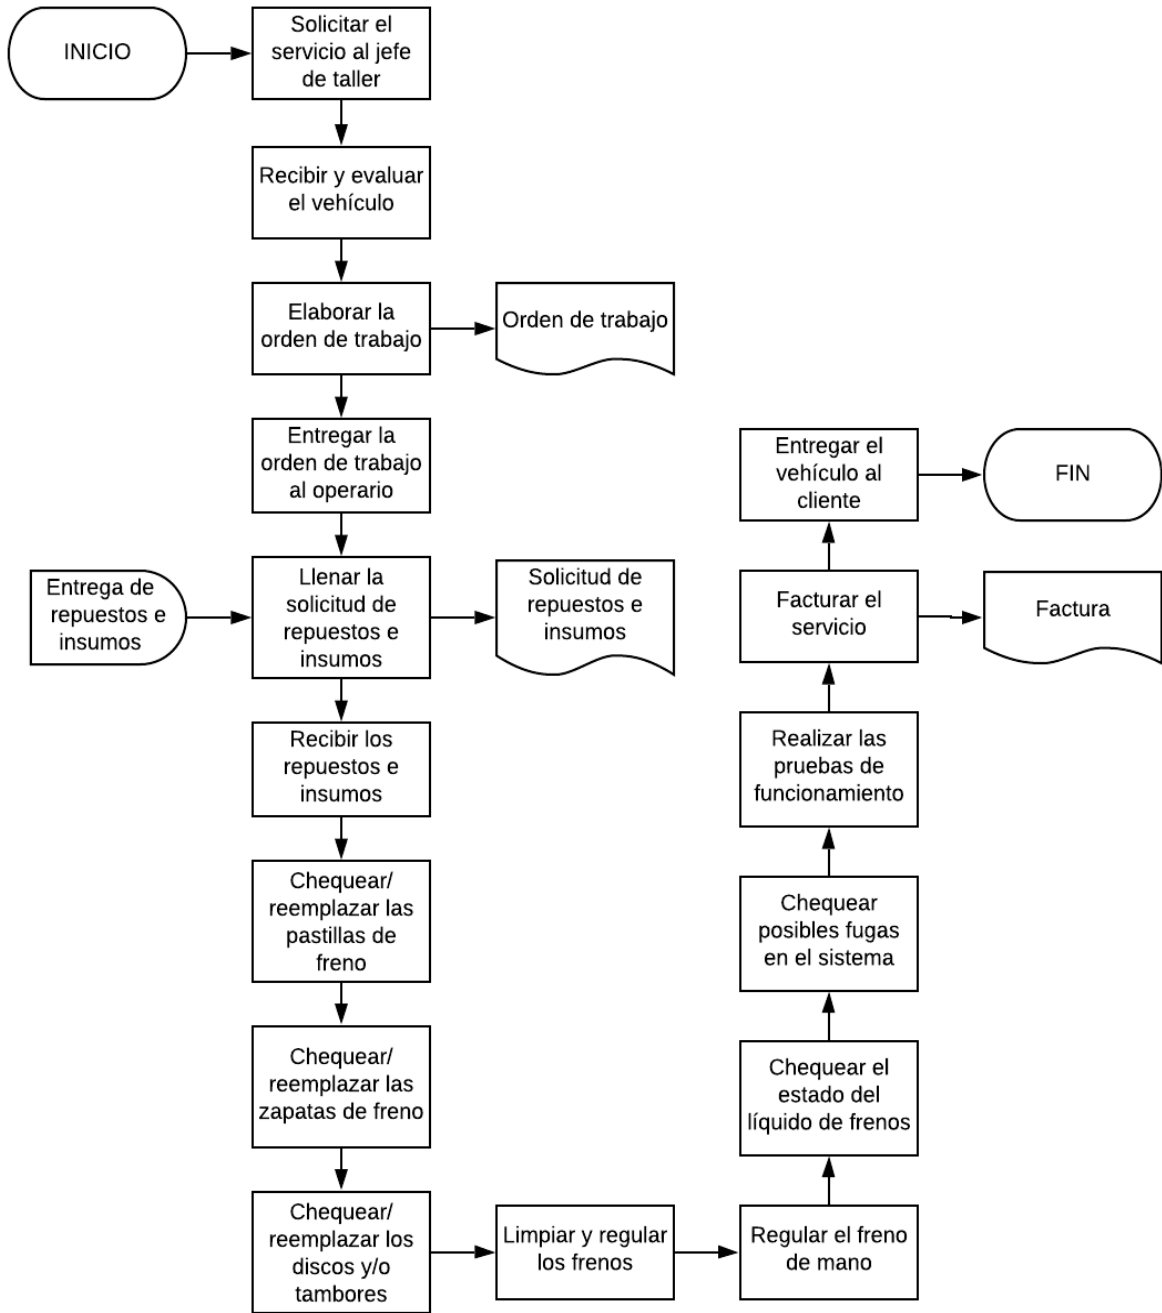 INICIO
Solicitar el
servicio al jefe
de taller
Recibir y evaluar
el vehículo
Elaborar la
orden de trabajo
Orden de trabajo
Entregar la
orden de trabajo
al operario
Entrega de
repuestos e
insumos
Llenar la
solicitud de
repuestos e
insumos
Solicitud de
repuestos e
insumos
Recibir los
repuestos e
insumos
Chequear/
reemplazar las
pastillas de
freno
Chequear/
reemplazar las
zapatas de freno
Chequear/
reemplazar los
discos y/o
tambores
Limpiar y regular
los frenos
Regular el freno
de mano
Chequear el
estado del
líquido de frenos
Chequear
posibles fugas
en el sistema
Realizar las
pruebas de
funcionamiento
Facturar el
servicio
Factura
Entregar el
vehículo al
cliente
FIN